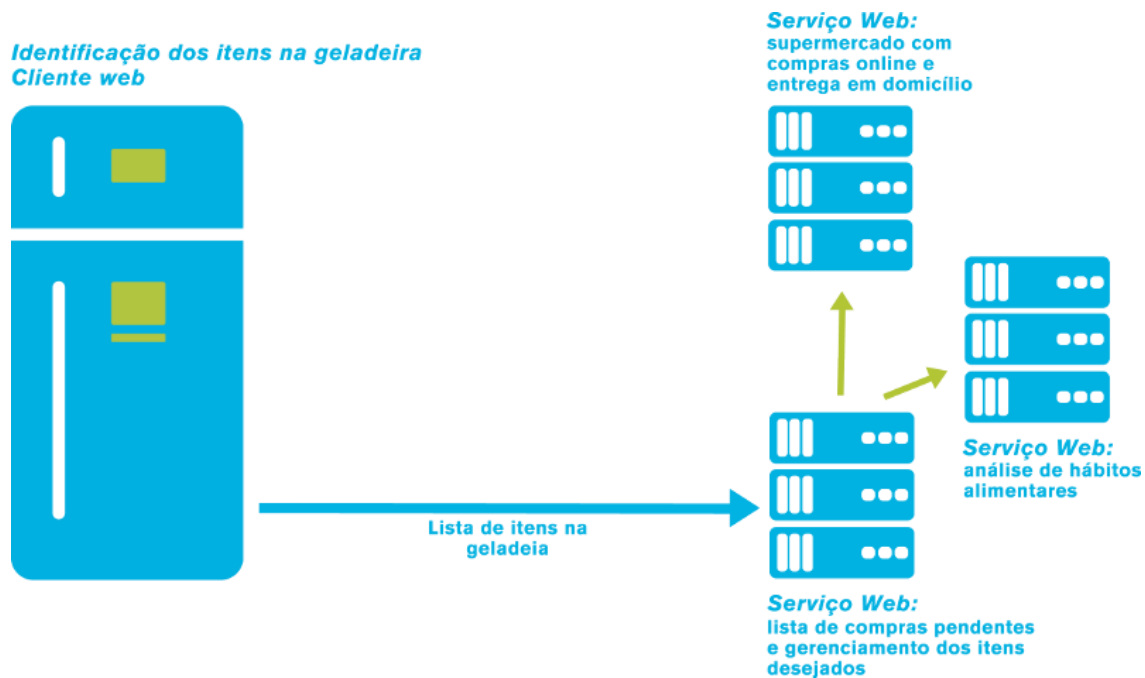 Identificação dos itens na geladeira
Cliente web
Serviço Web:
supermercado com
compras online e
entrega em domicílio
Lista de itens na
geladeia
Serviço Web:
análise de hábitos
alimentares
Serviço Web:
lista de compras pendentes
e gerenciamento dos itens
desejados